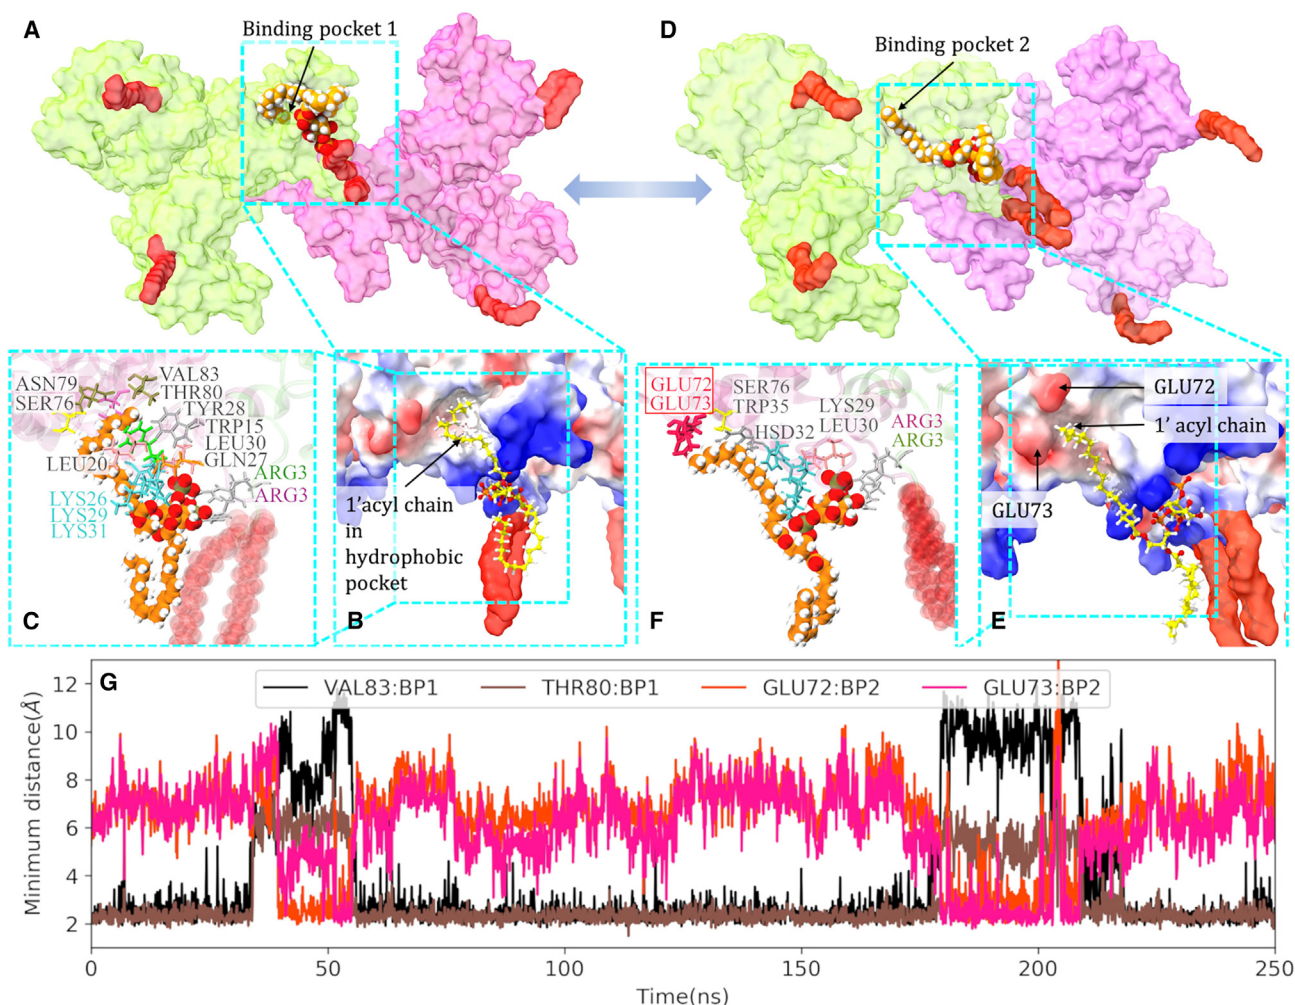 A
Binding pocket 1
D
Binding pocket 2
ASN79
SER76
VAL83
THR80
TYR28
TRP15
LEU30
GLN27
LEU20
ARG3
ARG3
LYS26
LYS29
LYS31
C
1’acyl chain
in
hydrophobic
pocket
B
GLU72
GLU73
SER76
TRP35
HSD32
LYS29
LEU30
ARG3
ARG3
F
GLU72
1’ acyl chain
GLU73
E
G
VAL83:BP1
THR80:BP1
GLU72:BP2
GLU73:BP2
Minimum distance(Å)
12
10
8
6
4
2
0
50
100
150
200
250
Time(ns)